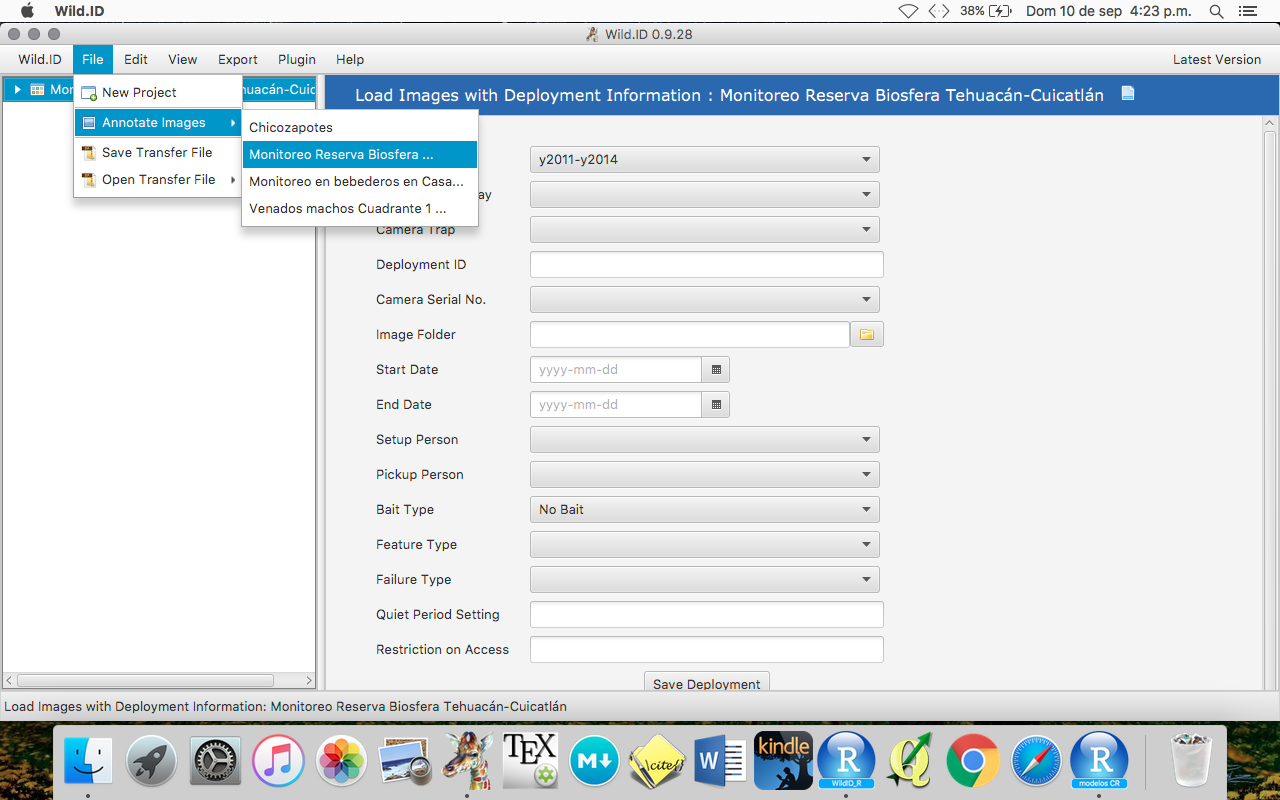 Wild.ID 38% Dom 10 de sep 4:23 p.m.
Wild.ID 0.9.28
Wild.ID File Edit View Export Plugin Help Latest Version
Mon huacán-Cuic
New Project
Annotate Images
Save Transfer File
Open Transfer File
Chicozapotes
Monitoreo Reserva Biosfera ...
Monitoreo en bebederos en Casa...
Venados machos Cuadrante 1 ...
Load Images with Deployment Information : Monitoreo Reserva Biosfera Tehuacán-Cuicatlán
y2011-y2014
ay
Camera Trap
Deployment ID
Camera Serial No.
Image Folder
Start Date yyyy-mm-dd
End Date yyyy-mm-dd
Setup Person
Pickup Person
Bait Type No Bait
Feature Type
Failure Type
Quiet Period Setting
Restriction on Access
Save Deployment
Load Images with Deployment Information: Monitoreo Reserva Biosfera Tehuacán-Cuicatlán
TEX
M
\cite{
W
kindle
R
WildID_R
R
modelos CR